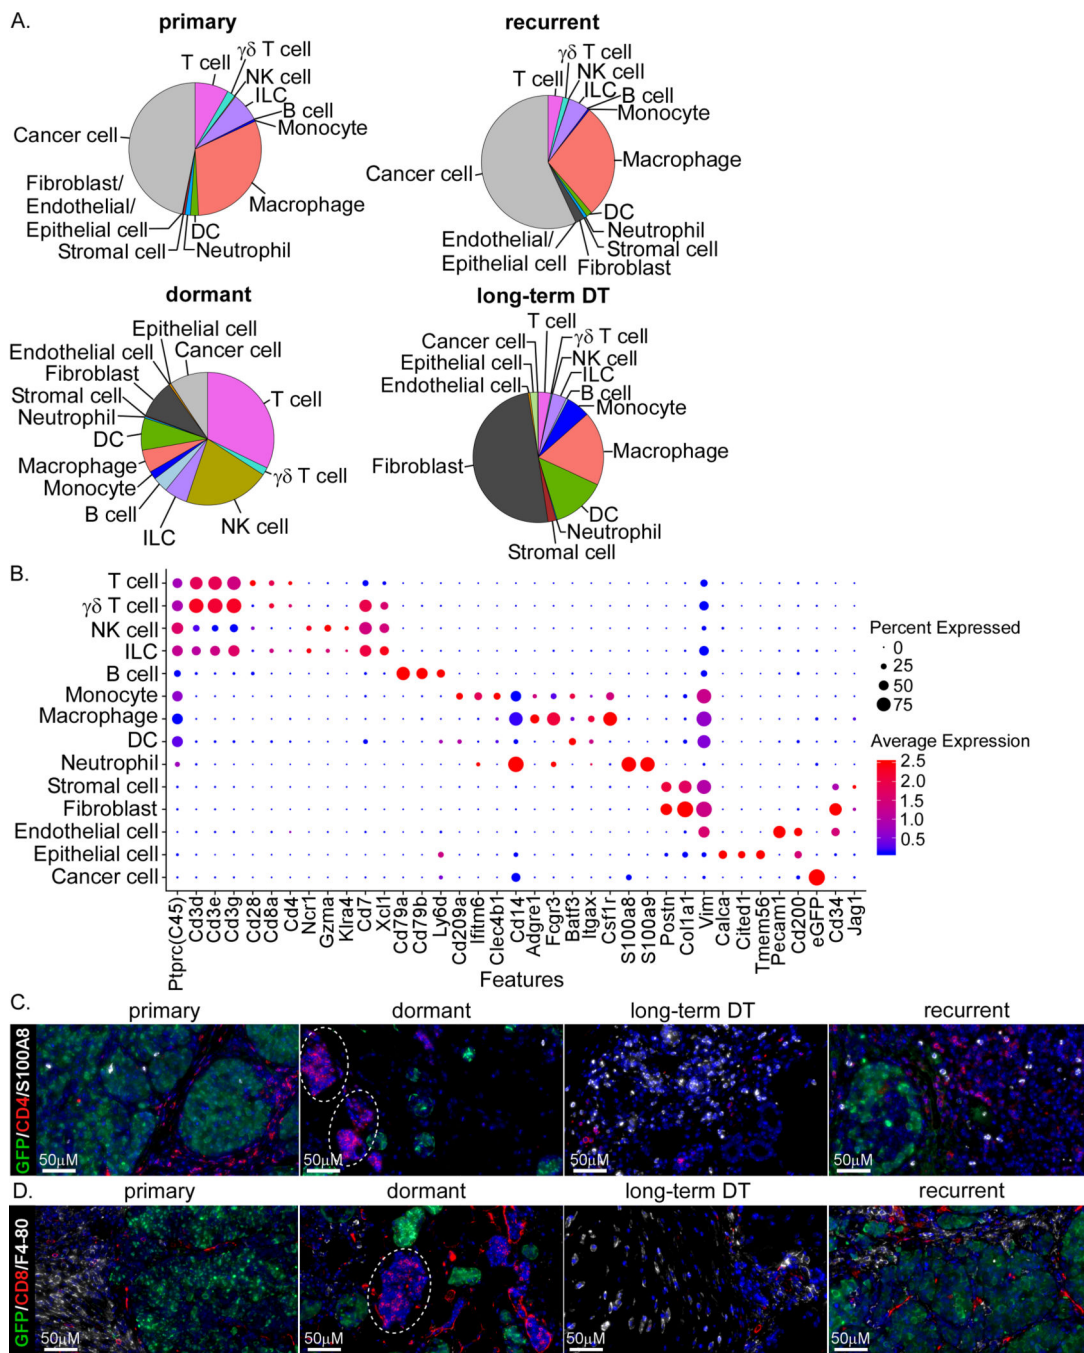 A.
primary
T cell
γδ T cell
NK cell
ILC
B cell
Monocyte
Macrophage
DC
Neutrophil
Stromal cell
Fibroblast/
Endothelial/
Epithelial cell
Cancer cell
recurrent
γδ T cell
T cell
NK cell
ILC
B cell
Monocyte
Macrophage
DC
Neutrophil
Stromal cell
Fibroblast
Endothelial/
Epithelial cell
Cancer cell
dormant
Epithelial cell
Cancer cell
Endothelial cell
Fibroblast
Stromal cell
Neutrophil
DC
Macrophage
Monocyte
B cell
ILC
NK cell
γδ T cell
T cell
long-term DT
T cell
Cancer cell
γδ T cell
Epithelial cell
NK cell
Endothelial cell
ILC
B cell
Monocyte
Macrophage
Fibroblast
DC
Neutrophil
Stromal cell
B.
T cell
γδ T cell
NK cell
ILC
B cell
Monocyte
Macrophage
DC
Neutrophil
Stromal cell
Fibroblast
Endothelial cell
Epithelial cell
Cancer cell
Percent Expressed
0
25
50
75
Average Expression
2.5
2.0
1.5
1.0
0.5
Ptprc(C45)
Cd3d
Cd3e
Cd3g
Cd28
Cd8a
Cd4
Ncr1
Gzma
Klra4
Cd7
Xcl1
Cd79a
Cd79b
Ly6d
Cd209a
Ifitm6
Clec4b1
Cd14
Adgre1
Fcgr3
Batf3
Itgax
Csf1r
S100a8
S100a9
Postn
Col1a1
Vim
Calca
Cited1
Tmem56
Pecam1
Cd200
eGFP
Cd34
Jag1
Features
C.
primary
dormant
long-term DT
recurrent
GFP/CD4/S100A8
50µM
50µM
50µM
50µM
D.
primary
dormant
long-term DT
recurrent
GFP/CD8/F4-80
50µM
50µM
50µM
50µM